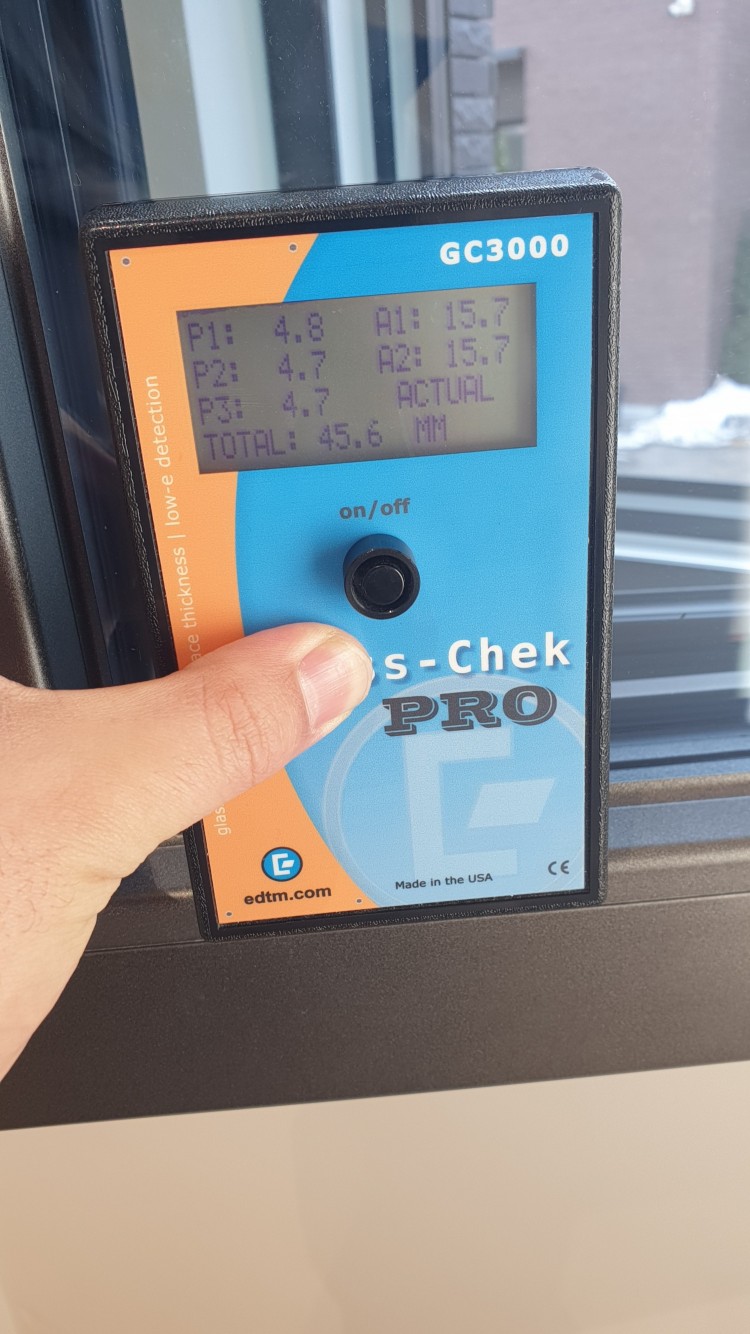 GC3000
P1: 4.8 A1: 15.7
P2: 4.7 A2: 15.7
P3: 4.7 ACTUAL
TOTAL: 45.6 MM
on/off
thickness | low-e detection
s-Chek
PRO
edtm.com
Made in the USA
CE